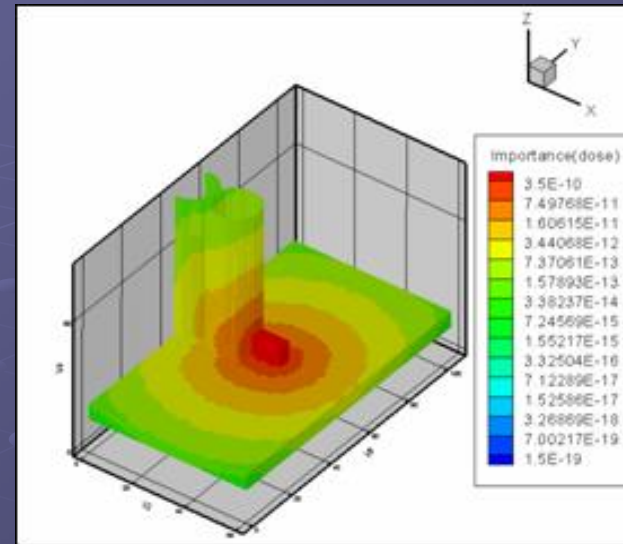 Z
Y
X
Importance(dose)
3.5E-10
7.49768E-11
1.60615E-11
3.44068E-12
7.37061E-13
1.57893E-13
3.38237E-14
7.24569E-15
1.55217E-15
3.32504E-16
7.12289E-17
1.52586E-17
3.26869E-18
7.00217E-19
1.5E-19